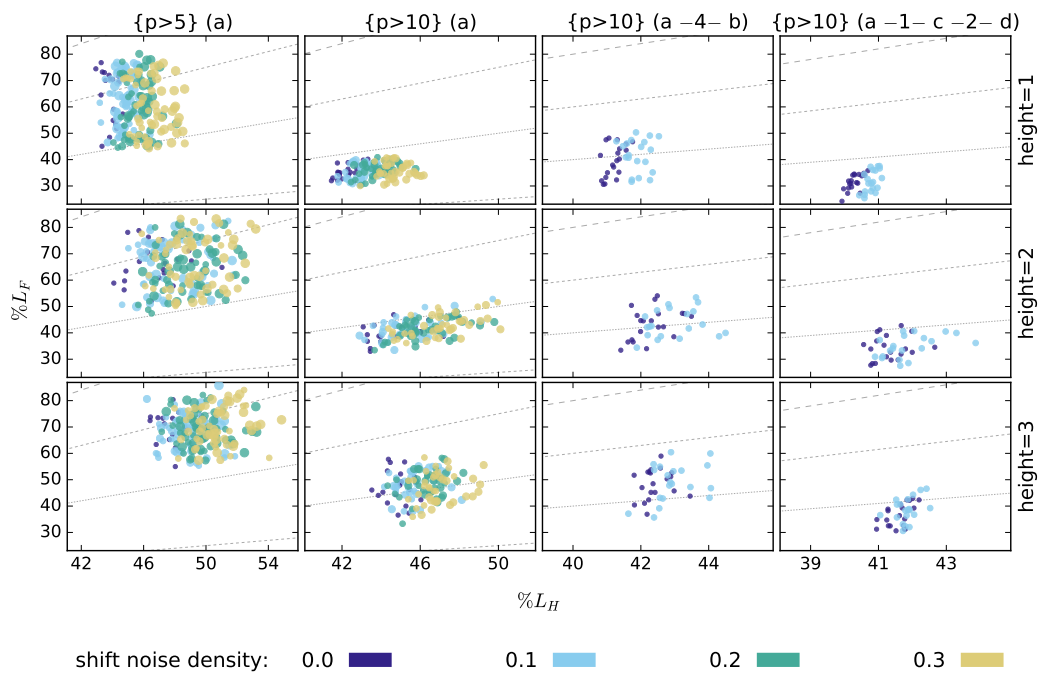 {p>5} (a) {p>10} (a) {p>10} (a −4− b) {p>10} (a −1− c −2− d)
80
70
60
50
40
30
height=1
80
70
60
50
40
30
height=2
%L_F
80
70
60
50
40
30
height=3
42 46 50 54 42 46 50 40 42 44 39 41 43
%L_H
shift noise density: 0.0 0.1 0.2 0.3